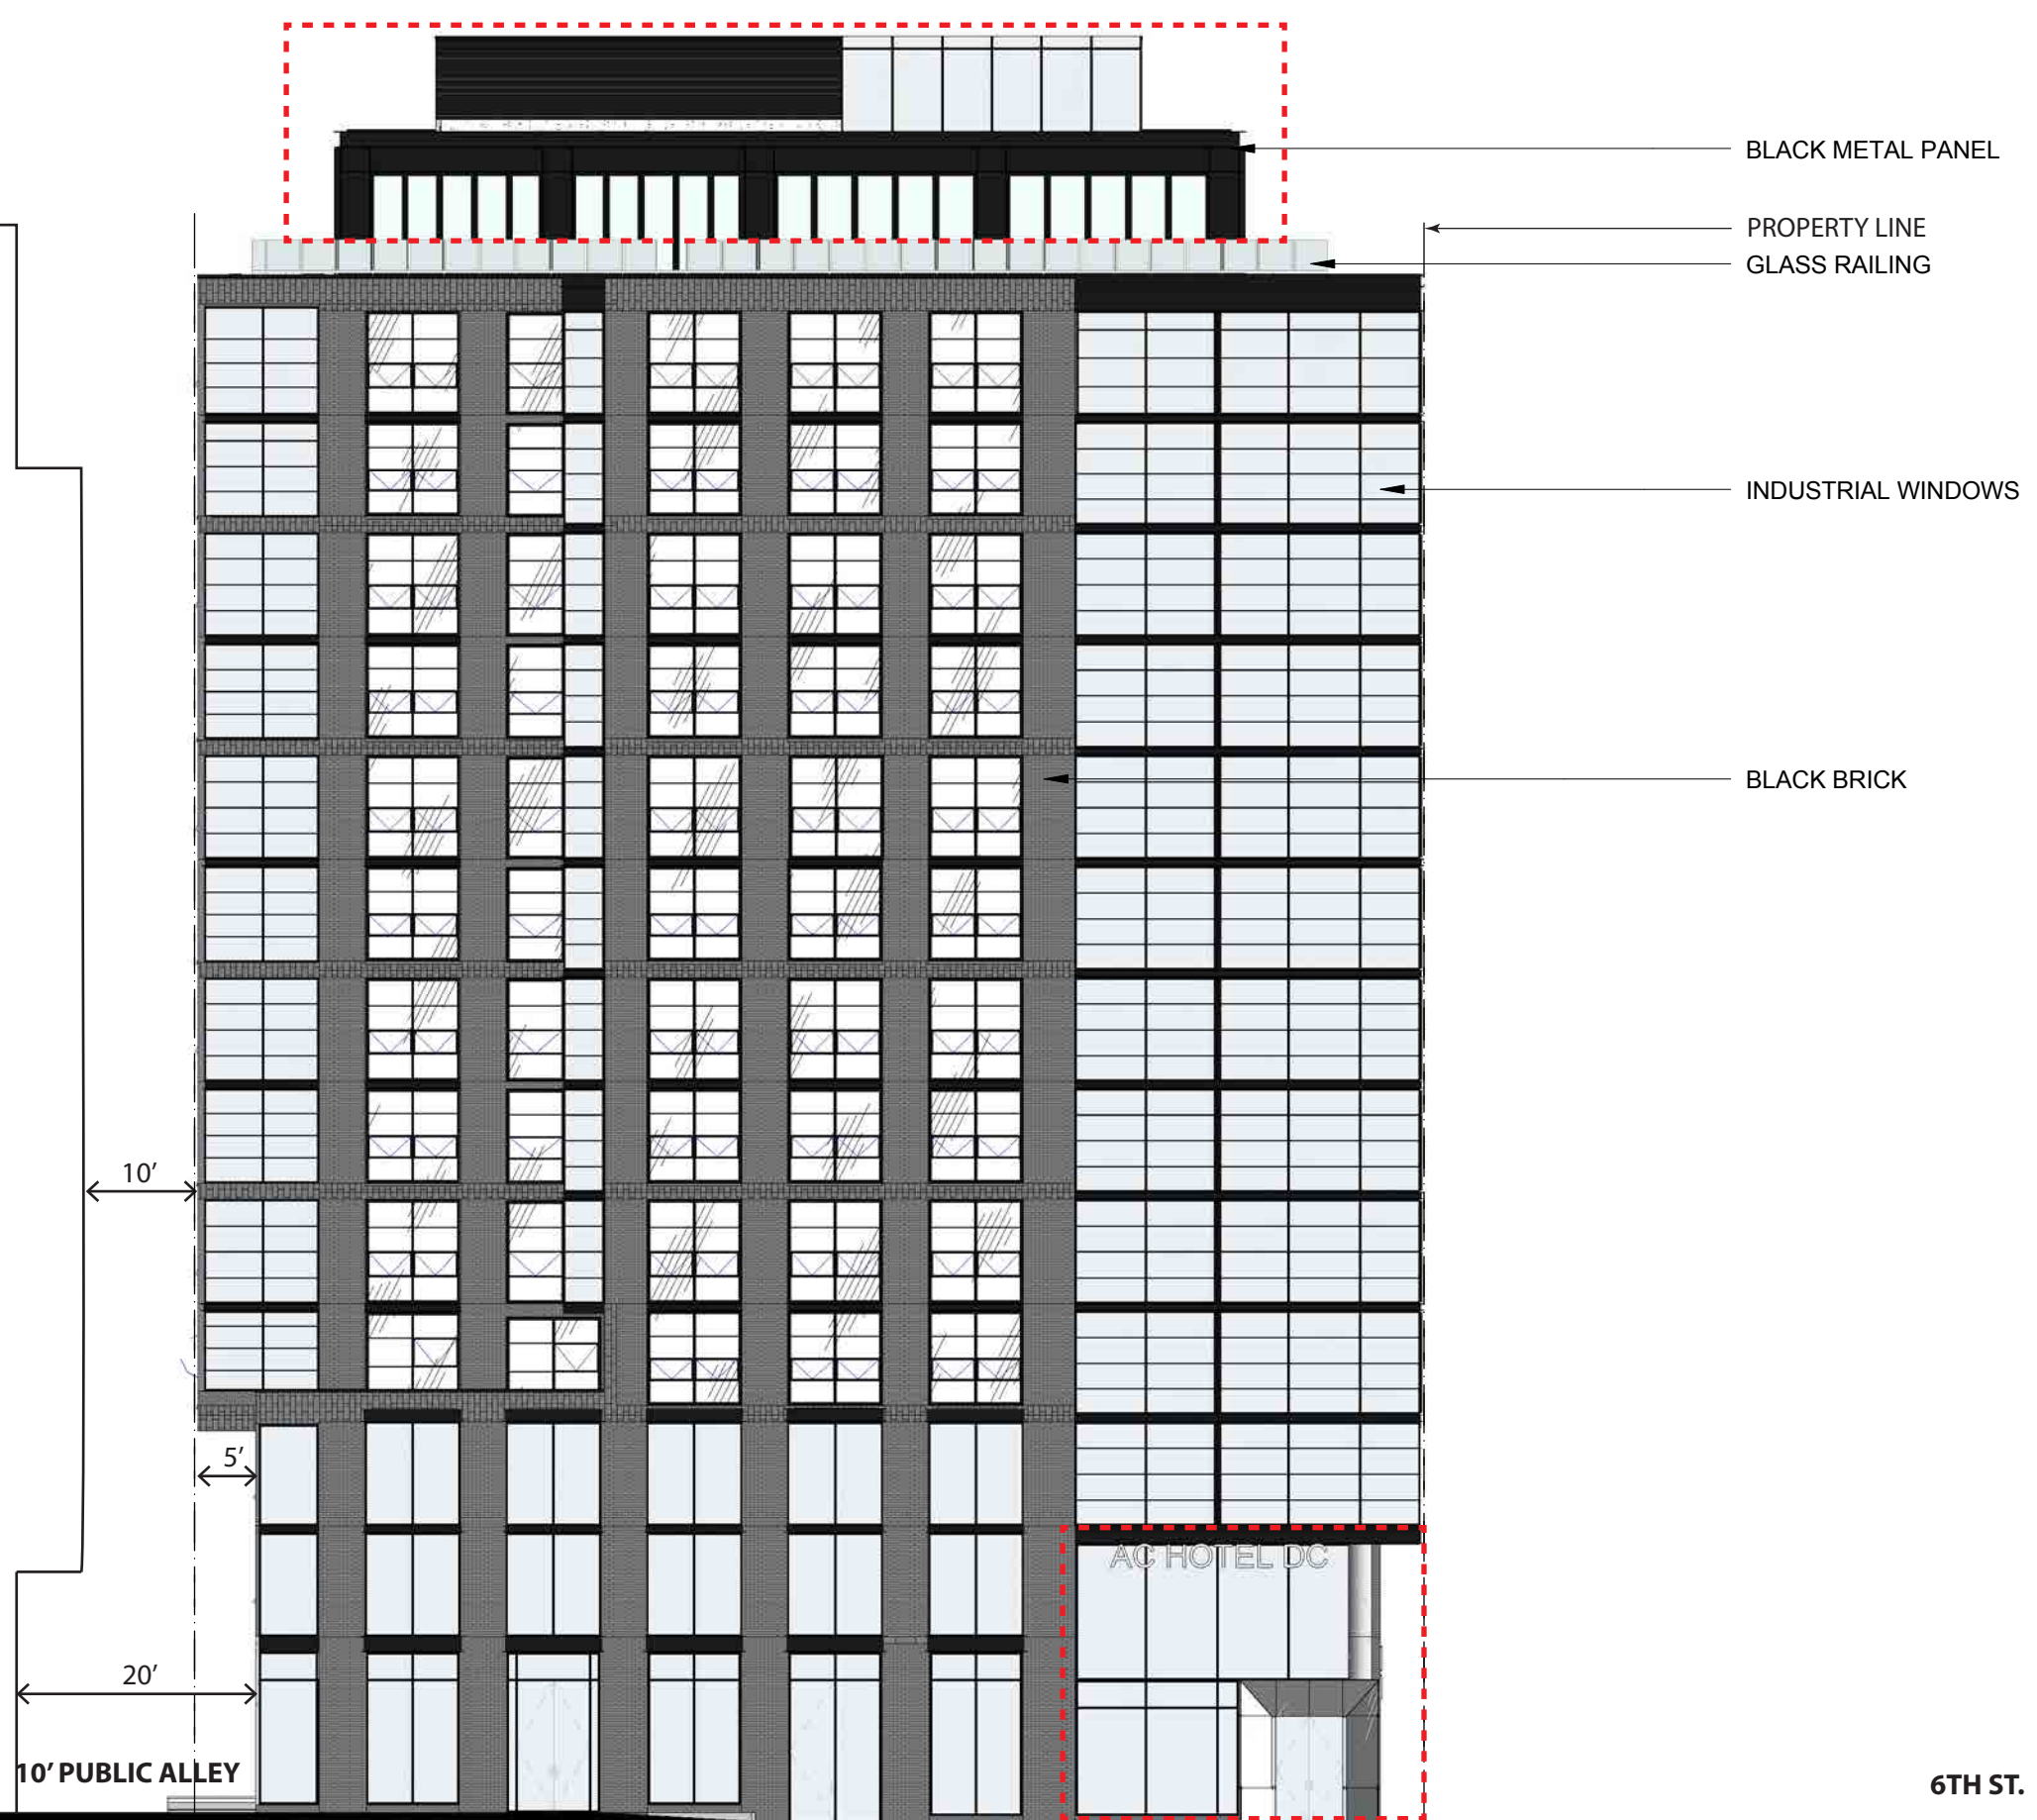 BLACK METAL PANEL
PROPERTY LINE
GLASS RAILING
INDUSTRIAL WINDOWS
BLACK BRICK
10’
5’
AC HOTEL DC
20’
10’ PUBLIC ALLEY
6TH ST.